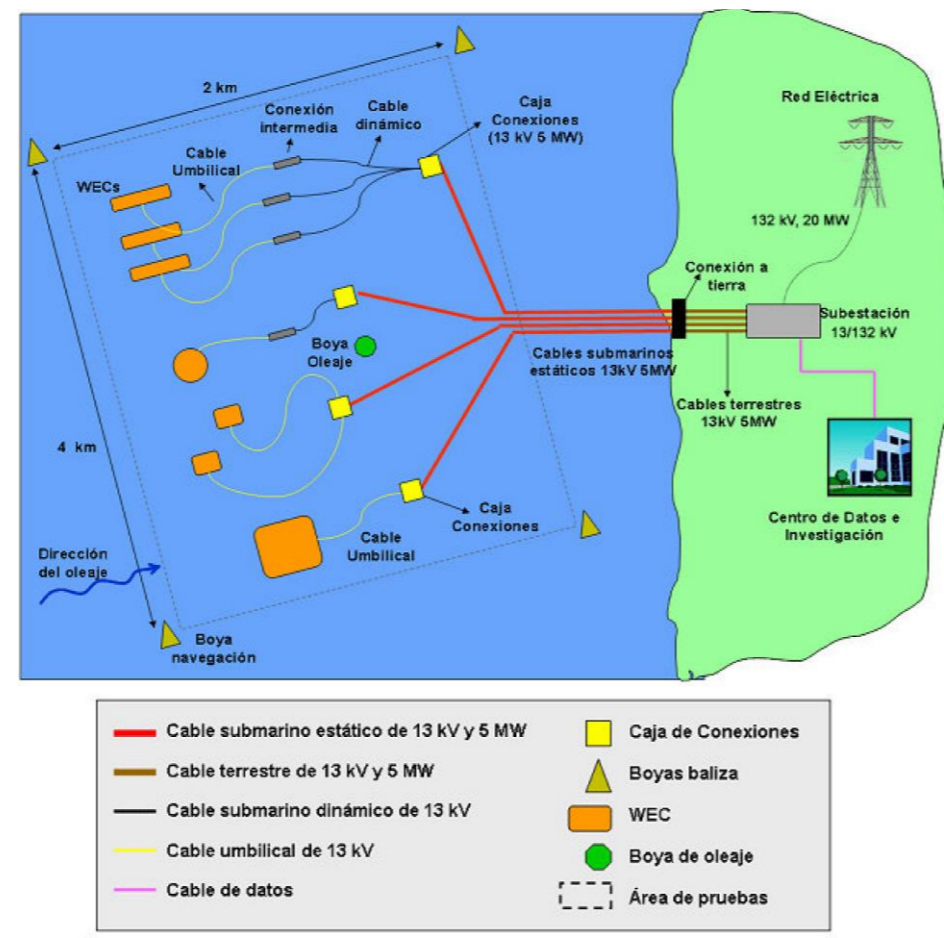 2 km
Conexión
intermedia
Cable
dinámico
Caja
Conexiones
(13 kV 5 MW)
Red Eléctrica
Cable
Umbilical
WECs
132 kV, 20 MW
Conexión a
tierra
Subestación
13/132 kV
Boya
Oleaje
Cables submarinos
estáticos 13kV 5MW
Cables terrestres
13kV 5MW
4 km
Caja
Conexiones
Cable
Umbilical
Centro de Datos e
Investigación
Dirección
del oleaje
Boya
navegación
Cable submarino estático de 13 kV y 5 MW
Cable terrestre de 13 kV y 5 MW
Cable submarino dinámico de 13 kV
Cable umbilical de 13 kV
Cable de datos
Caja de Conexiones
Boyas baliza
WEC
Boya de oleaje
Área de pruebas